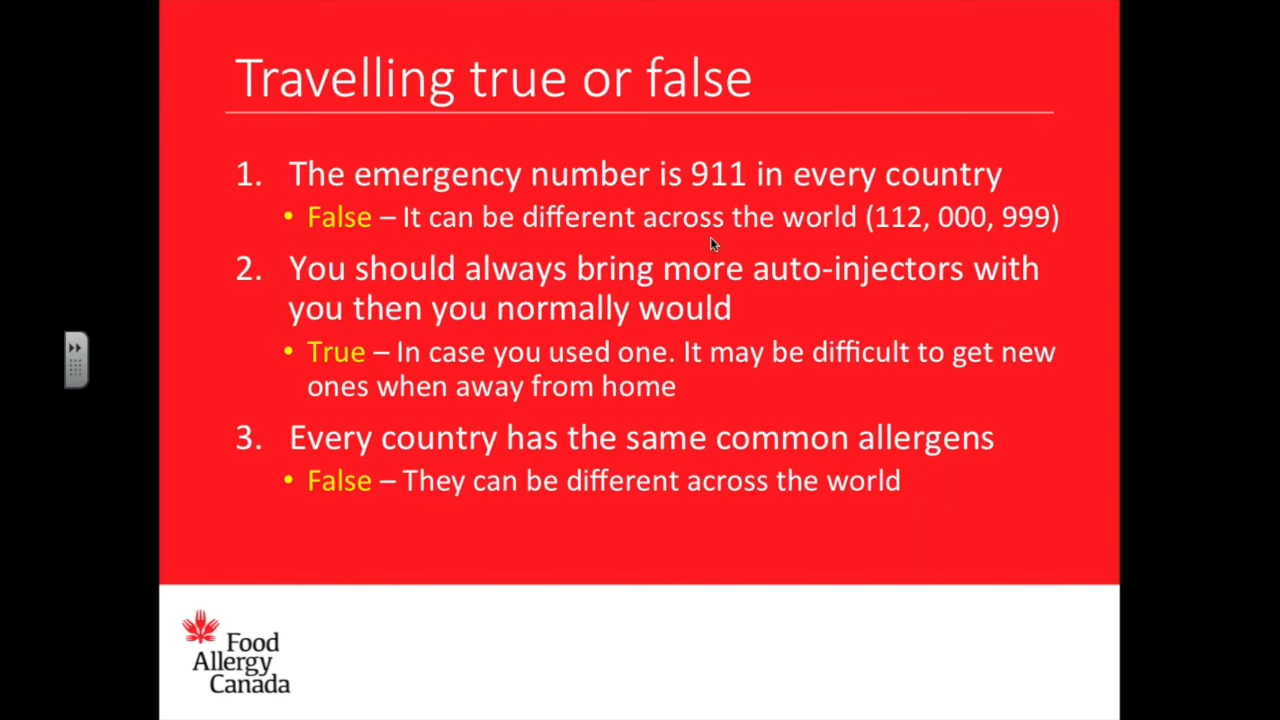 Travelling true or false
1. The emergency number is 911 in every country
• False – It can be different across the world (112, 000, 999)
2. You should always bring more auto-injectors with
you then you normally would
• True – In case you used one. It may be difficult to get new
ones when away from home
3. Every country has the same common allergens
• False – They can be different across the world
Food
Allergy
Canada